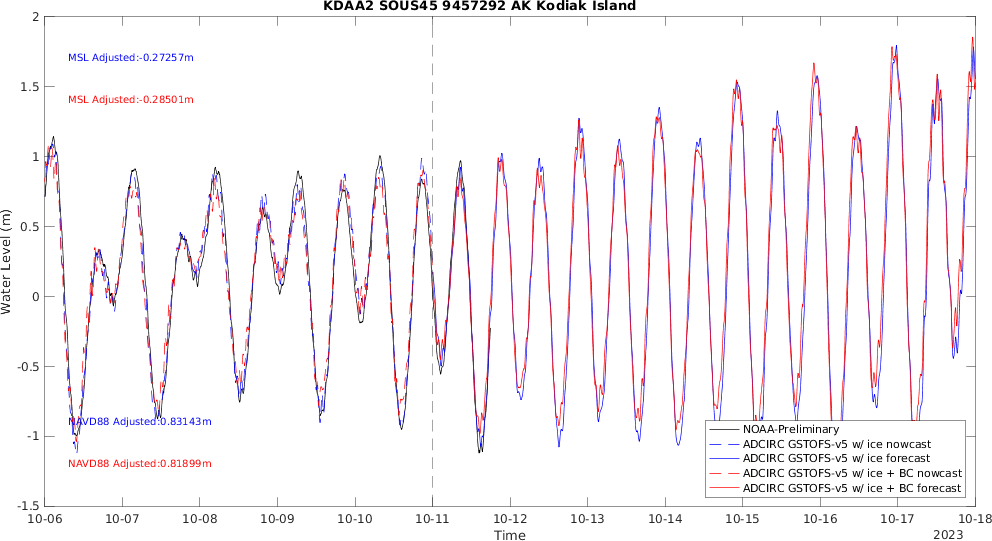 KDAA2 SOUS45 9457292 AK Kodiak Island
2
1.5
1
0.5
0
-0.5
-1
-1.5
Water Level (m)
MSL Adjusted:-0.27257m
MSL Adjusted:-0.28501m
NAVD88 Adjusted:0.83143m
NAVD88 Adjusted:0.81899m
NOAA-Preliminary
ADCIRC GSTOFS-v5 w/ ice nowcast
ADCIRC GSTOFS-v5 w/ ice forecast
ADCIRC GSTOFS-v5 w/ ice + BC nowcast
ADCIRC GSTOFS-v5 w/ ice + BC forecast
10-06 10-07 10-08 10-09 10-10 10-11 10-12 10-13 10-14 10-15 10-16 10-17 10-18
Time
2023